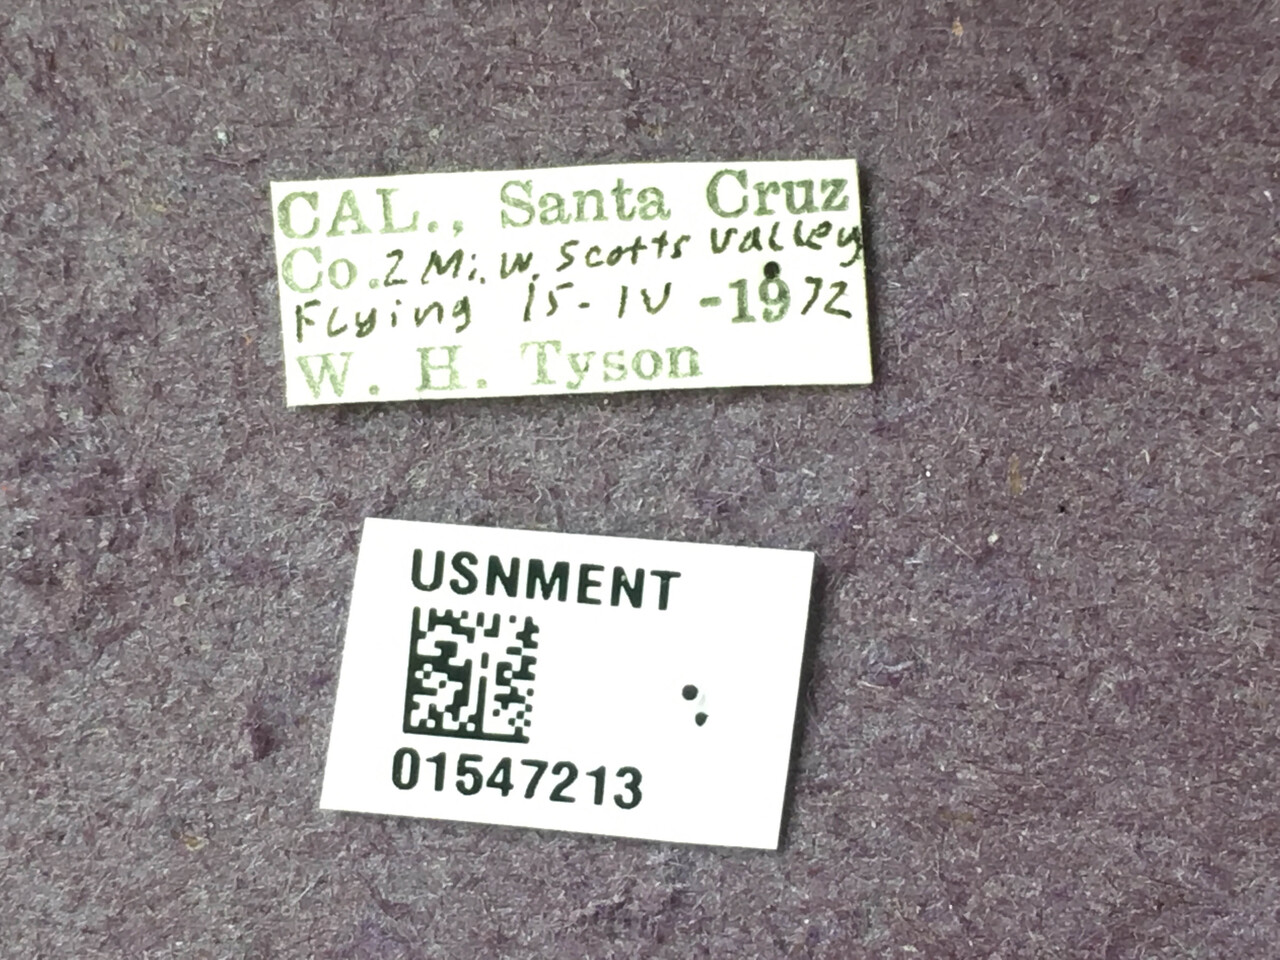 CAL., Santa Cruz
Co. 2 Mi. W. Scotts Valley
Flying 15-IV-1972
W. H. Tyson
USNMENT
01547213